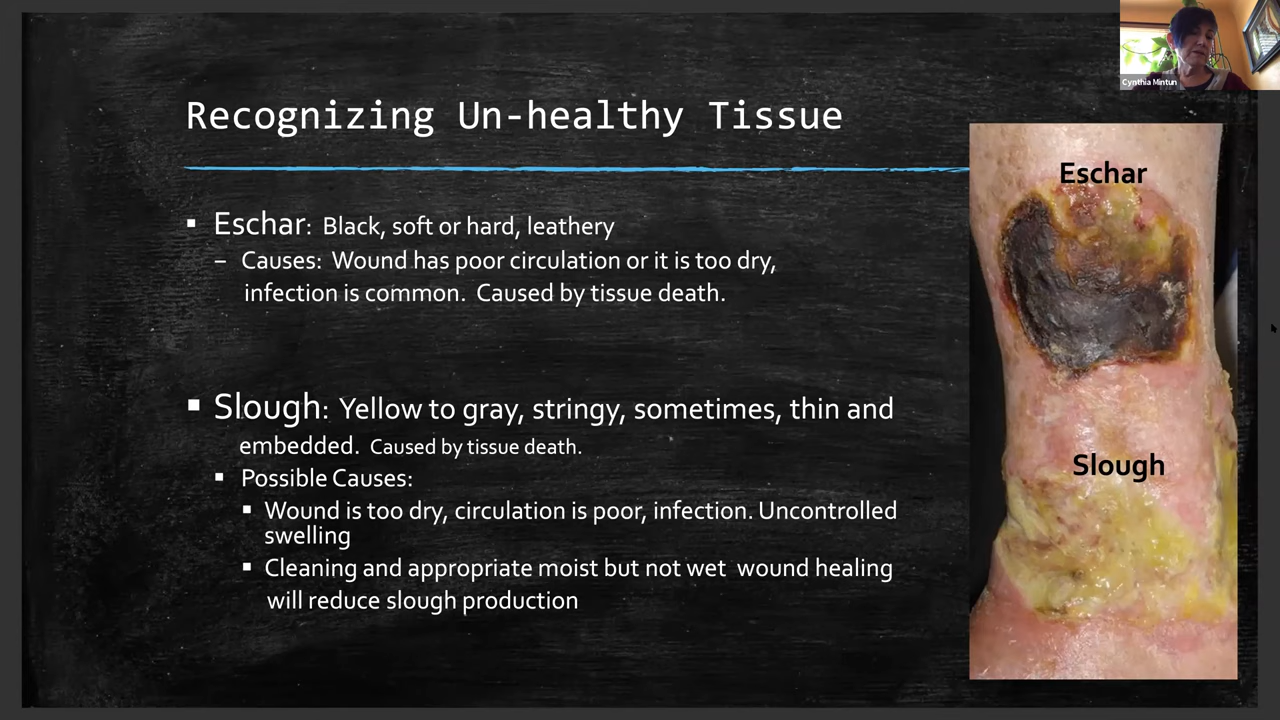 Cynthia Mintun
Recognizing Un-healthy Tissue
▪ Eschar: Black, soft or hard, leathery
– Causes: Wound has poor circulation or it is too dry,
infection is common. Caused by tissue death.
▪ Slough: Yellow to gray, stringy, sometimes, thin and
embedded. Caused by tissue death.
▪ Possible Causes:
▪ Wound is too dry, circulation is poor, infection. Uncontrolled
swelling
▪ Cleaning and appropriate moist but not wet wound healing
will reduce slough production
Eschar
Slough